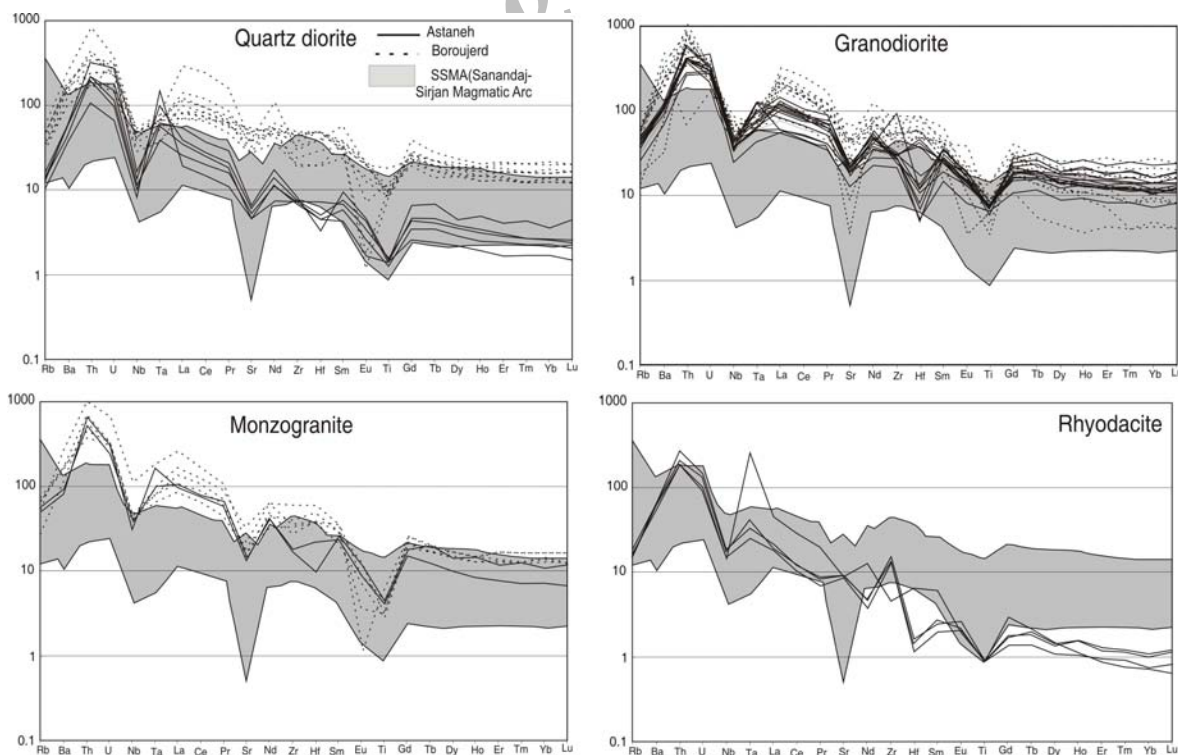 Quartz diorite
Astaneh
Boroujerd
SSMA(Sanandaj-
Sirjan Magmatic Arc
1000
100
10
1
0.1
Rb Ba Th U Nb Ta La Ce Pr Sr Nd Zr Hf Sm Eu Ti Gd Tb Dy Ho Er Tm Yb Lu
Granodiorite
1000
100
10
1
0.1
Rb Ba Th U Nb Ta La Ce Pr Sr Nd Zr Hf Sm Eu Ti Gd Tb Dy Ho Er Tm Yb Lu
Monzogranite
1000
100
10
1
0.1
Rb Ba Th U Nb Ta La Ce Pr Sr Nd Zr Hf Sm Eu Ti Gd Tb Dy Ho Er Tm Yb Lu
Rhyodacite
1000
100
10
1
0.1
Rb Ba Th U Nb Ta La Ce Pr Sr Nd Zr Hf Sm Eu Ti Gd Tb Dy Ho Er Tm Yb Lu